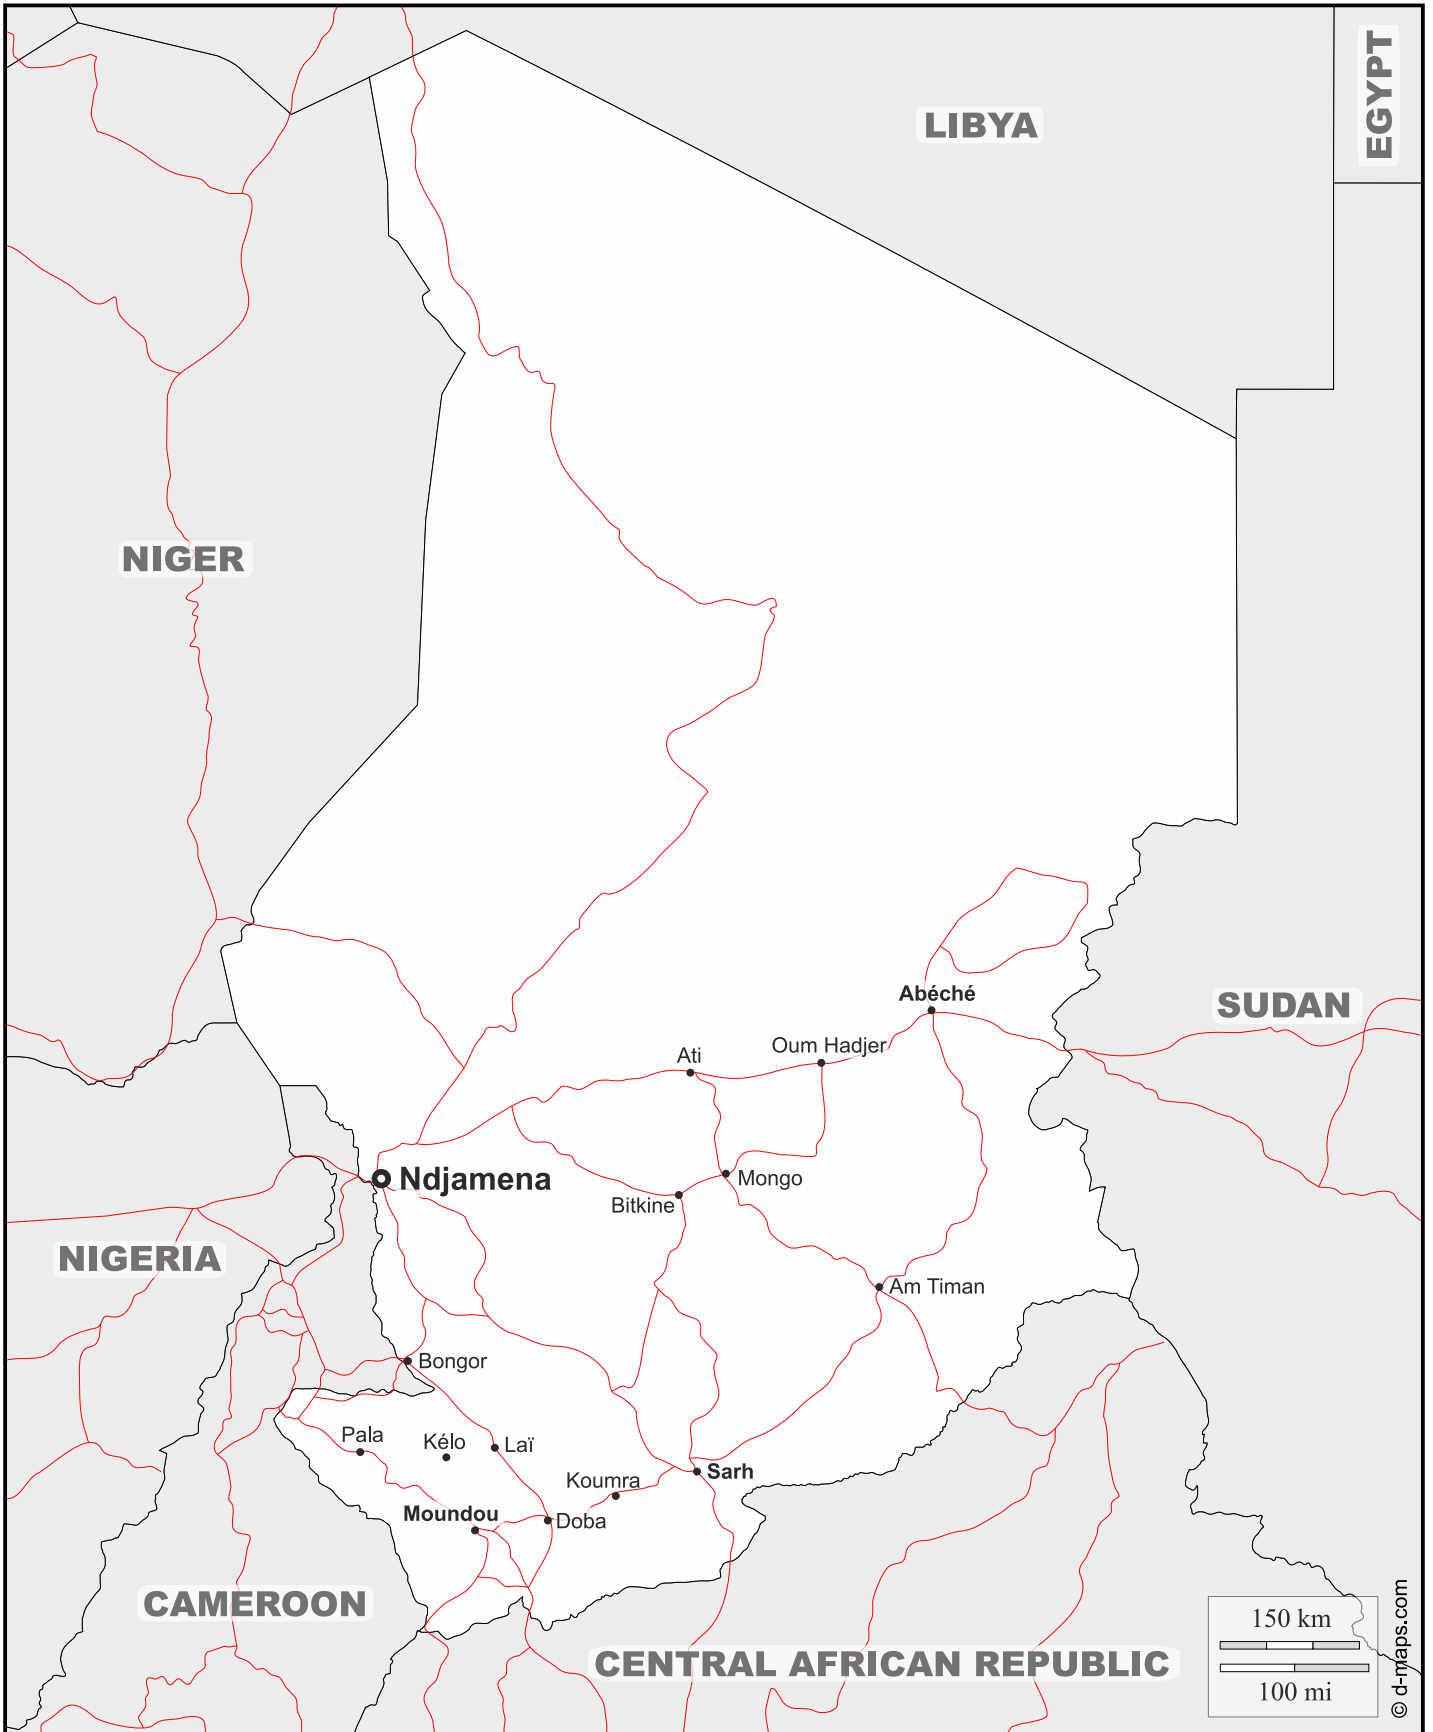 EGYPT
LIBYA
NIGER
Abéché
SUDAN
Oum Hadjer
Ati
Ndjamena
Mongo
Bitkine
NIGERIA
Am Timan
Bongor
Pala
Kélo
Laï
Sarh
Koumra
Moundou
Doba
CAMEROON
CENTRAL AFRICAN REPUBLIC
150 km
100 mi
© d-maps.com